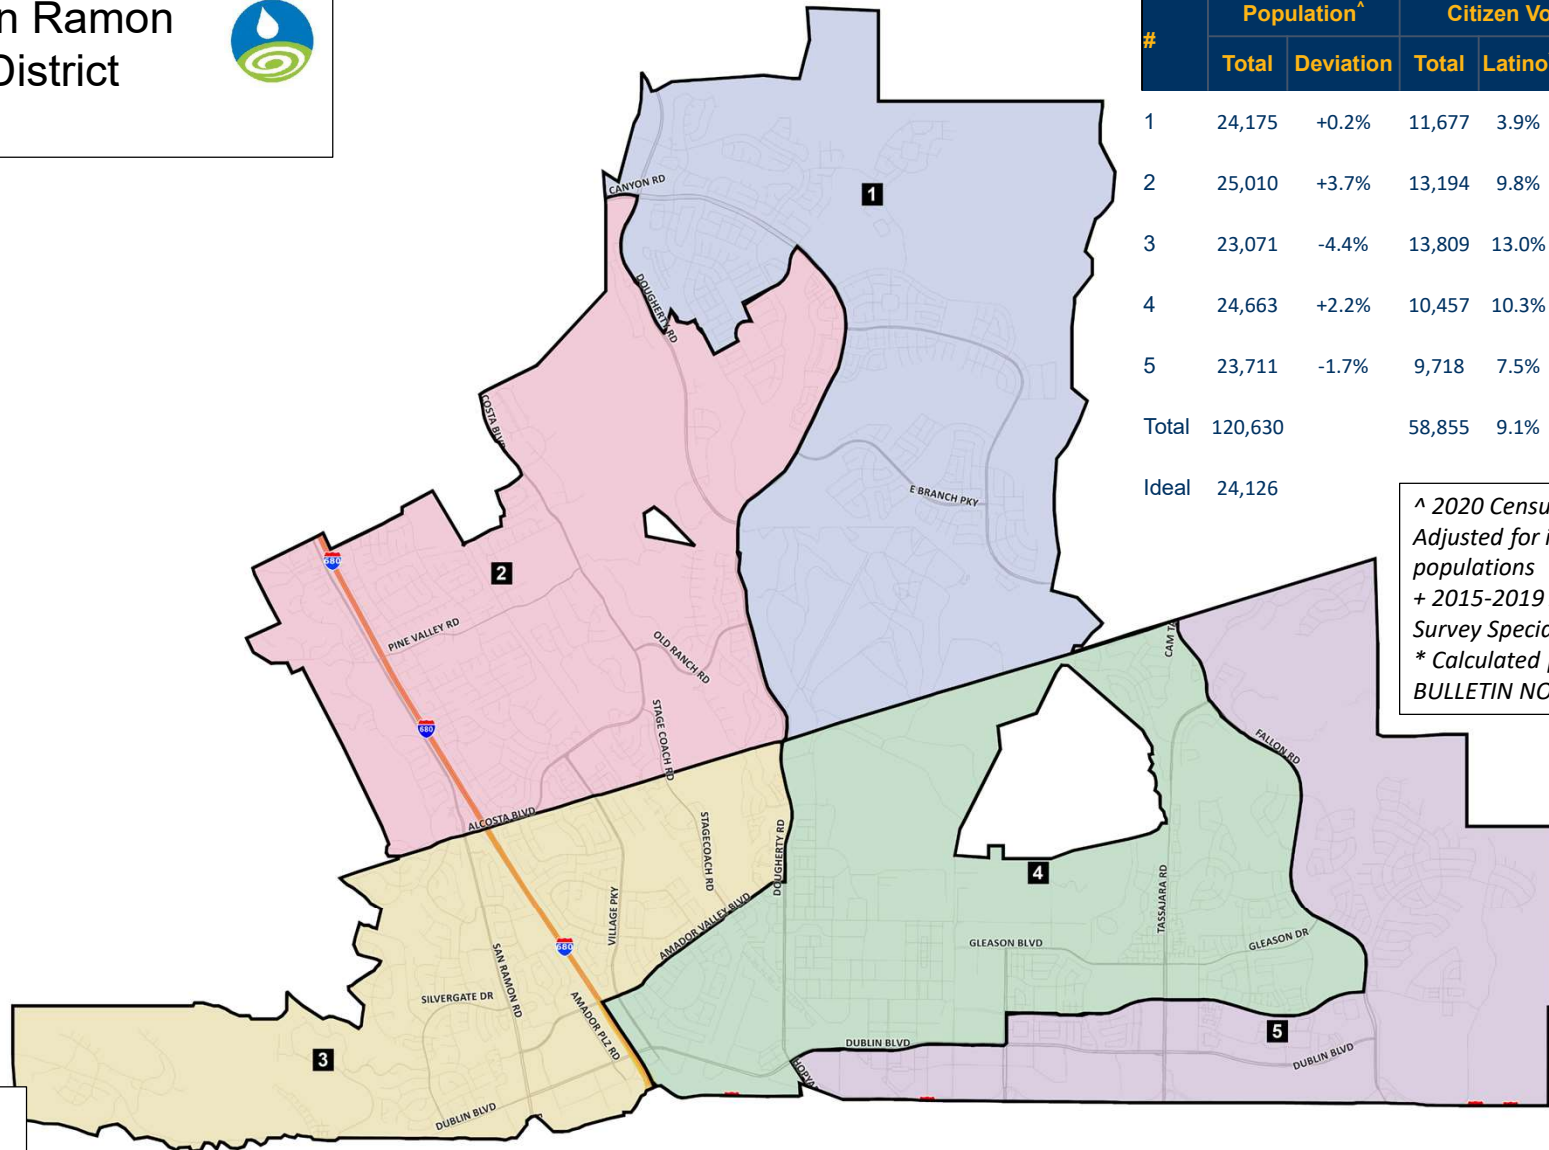 n Ramon
District
#
Population^
Citizen Vo
Total
Deviation
Total
Latino
1 24,175 +0.2% 11,677 3.9%
2 25,010 +3.7% 13,194 9.8%
3 23,071 -4.4% 13,809 13.0%
4 24,663 +2.2% 10,457 10.3%
5 23,711 -1.7% 9,718 7.5%
Total 120,630 58,855 9.1%
Ideal 24,126
^ 2020 Censu
Adjusted for i
populations
+ 2015-2019
Survey Specia
* Calculated
BULLETIN NO
CANYON RD
1
DOUGHERTY RD
COSTA BLVD
E BRANCH PKY
680
2
PINE VALLEY RD
OLD RANCH RD
CAM TA
STAGE COACH RD
680
FALLON RD
ALCOSTA BLVD
STAGECOACH RD
DOUGHERTY RD
4
TASSAJARA RD
VILLAGE PKY
AMADOR VALLEY BLVD
680
GLEASON BLVD
GLEASON DR
SAN RAMON RD
SILVERGATE DR
AMADOR PLZ RD
3
DUBLIN BLVD
5
DUBLIN BLVD
HOPYA
DUBLIN BLVD